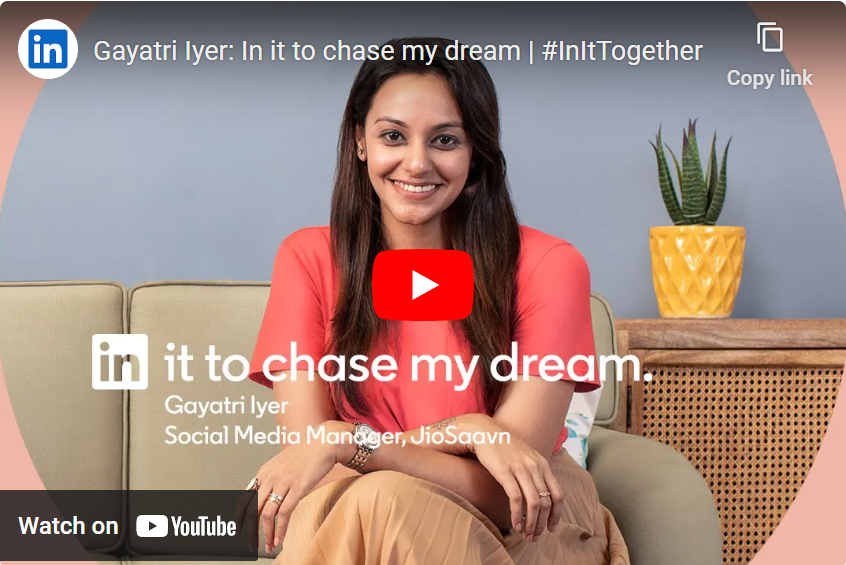 in
Gayatri Iyer: In it to chase my dream | #InItTogether
Copy link
in it to chase my dream.
Gayatri Iyer
Social Media Manager, JioSaavn
Watch on YouTube